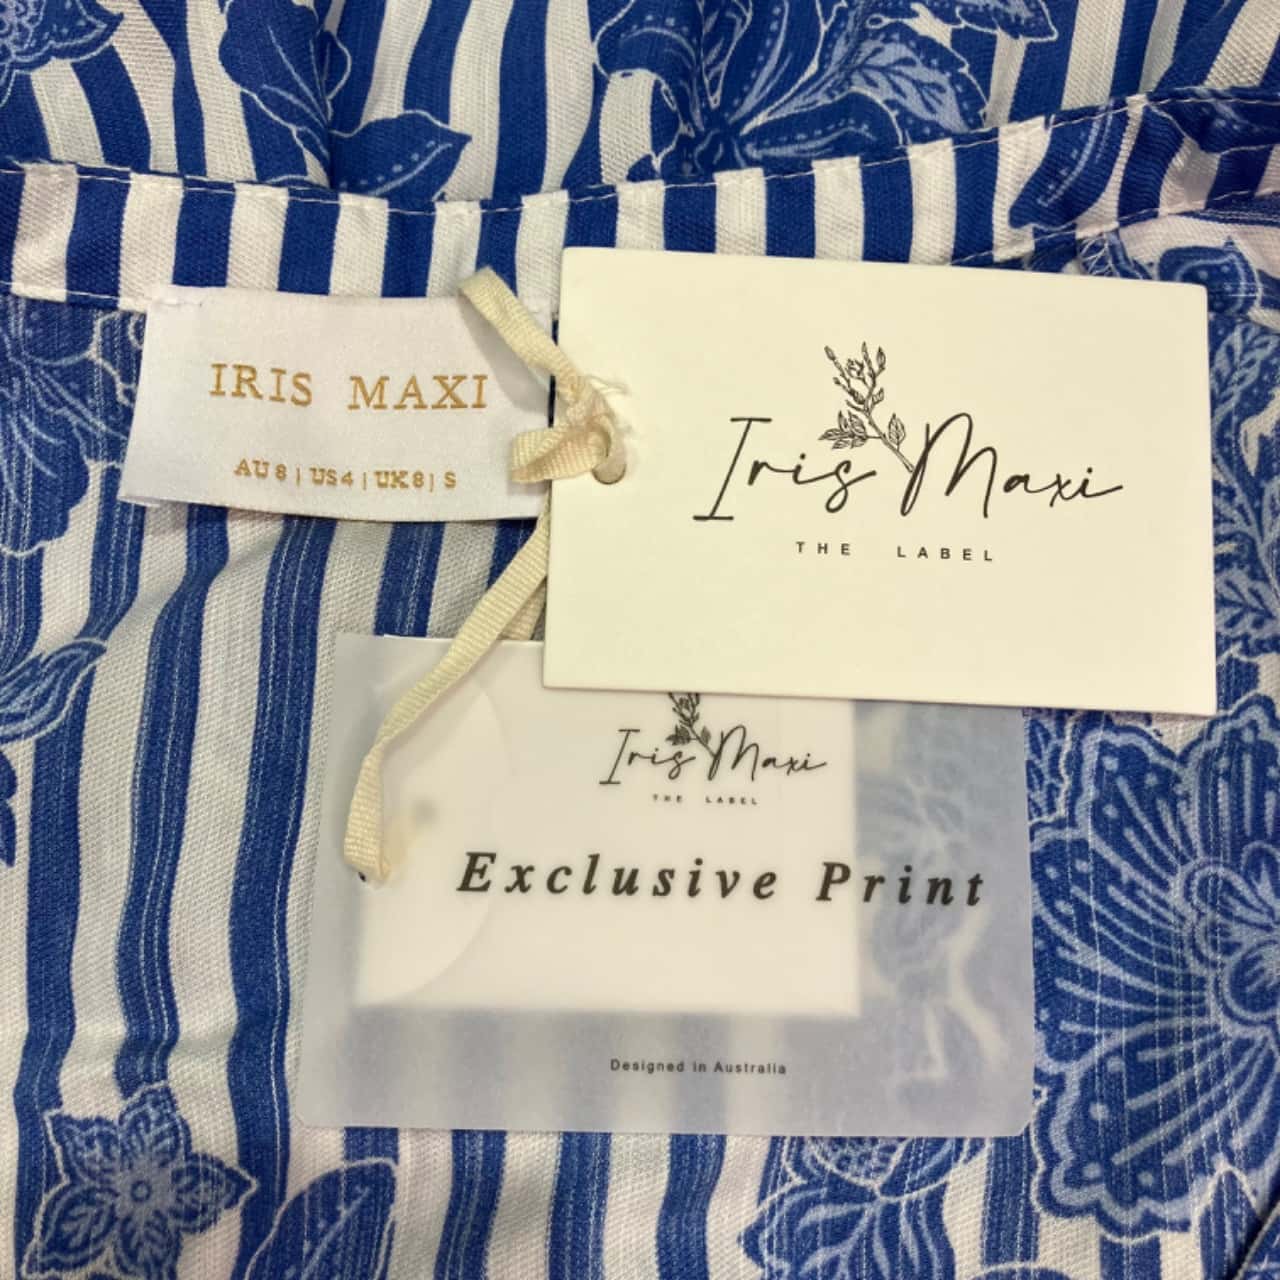 IRIS MAXI
AU 8 | US 4 | UK 8 | S
Iris Maxi
THE LABEL
Iris Maxi
THE LABEL
Exclusive Print
Designed in Australia